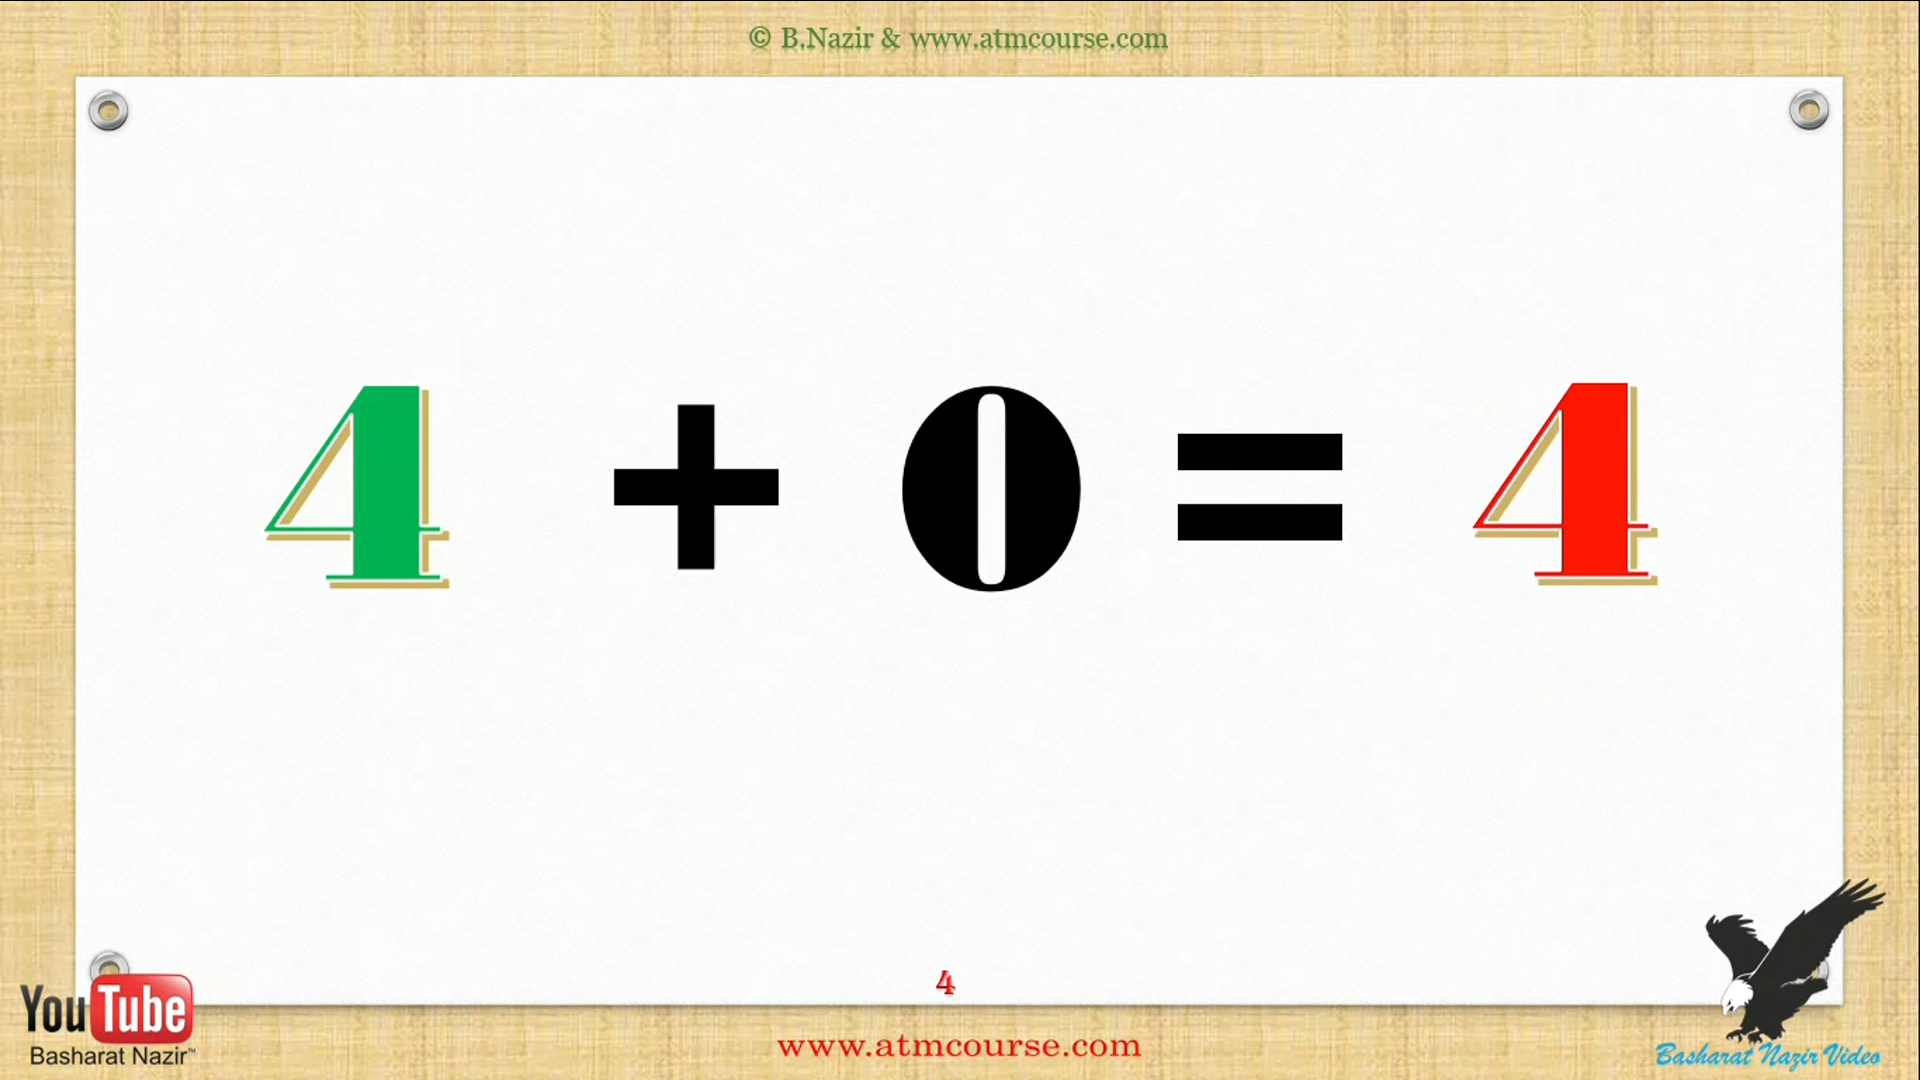 © B.Nazir & www.atmcourse.com
4 + 0 = 4
4
YouTube
Basharat Nazir™
www.atmcourse.com
Basharat Nazir Video